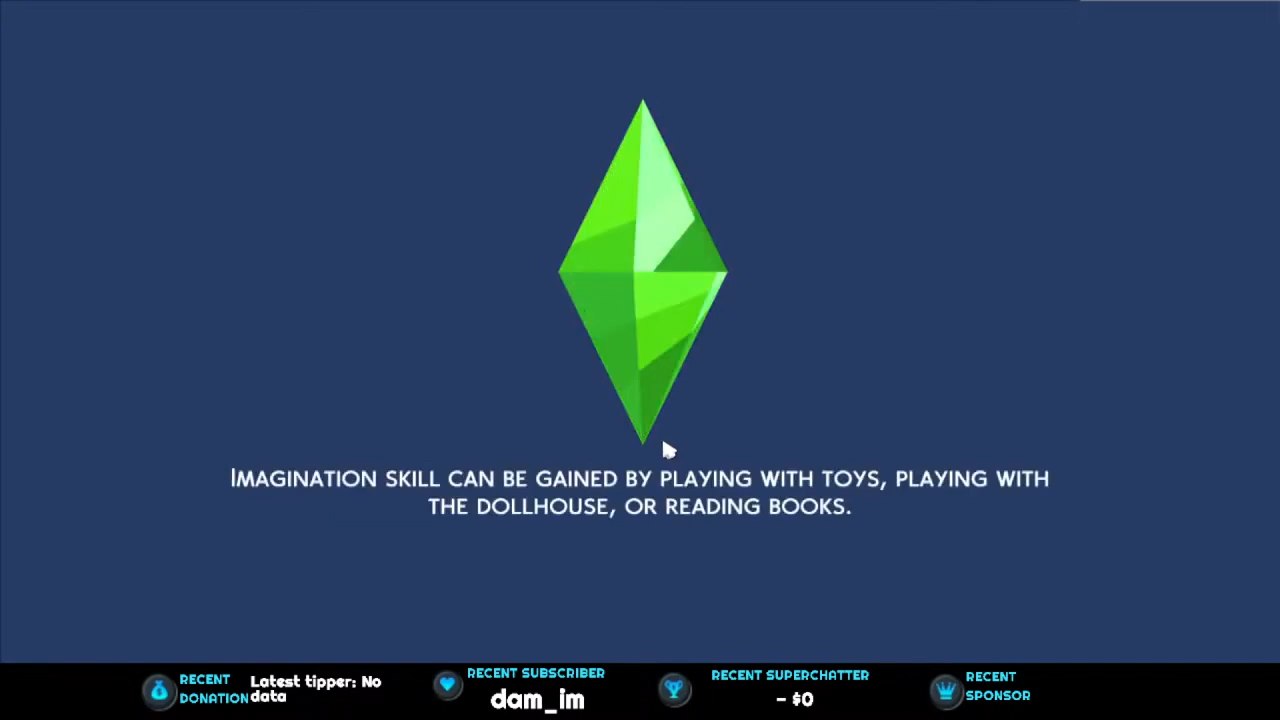 Imagination skill can be gained by playing with toys, playing with
the dollhouse, or reading books.
RECENT
DONATION
Latest tipper: No
data
RECENT SUBSCRIBER
dam_im
RECENT SUPERCHATTER
- $0
RECENT
SPONSOR